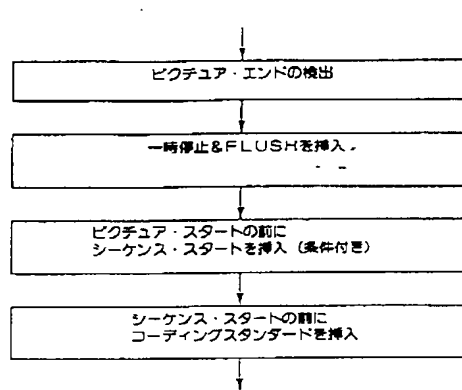 ピクチュア・エンドの検出
一時停止&FLUSHを挿入
ピクチュア・スタートの前に
シーケンス・スタートを挿入（条件付き）
シーケンス・スタートの前に
コーディングスタンダードを挿入